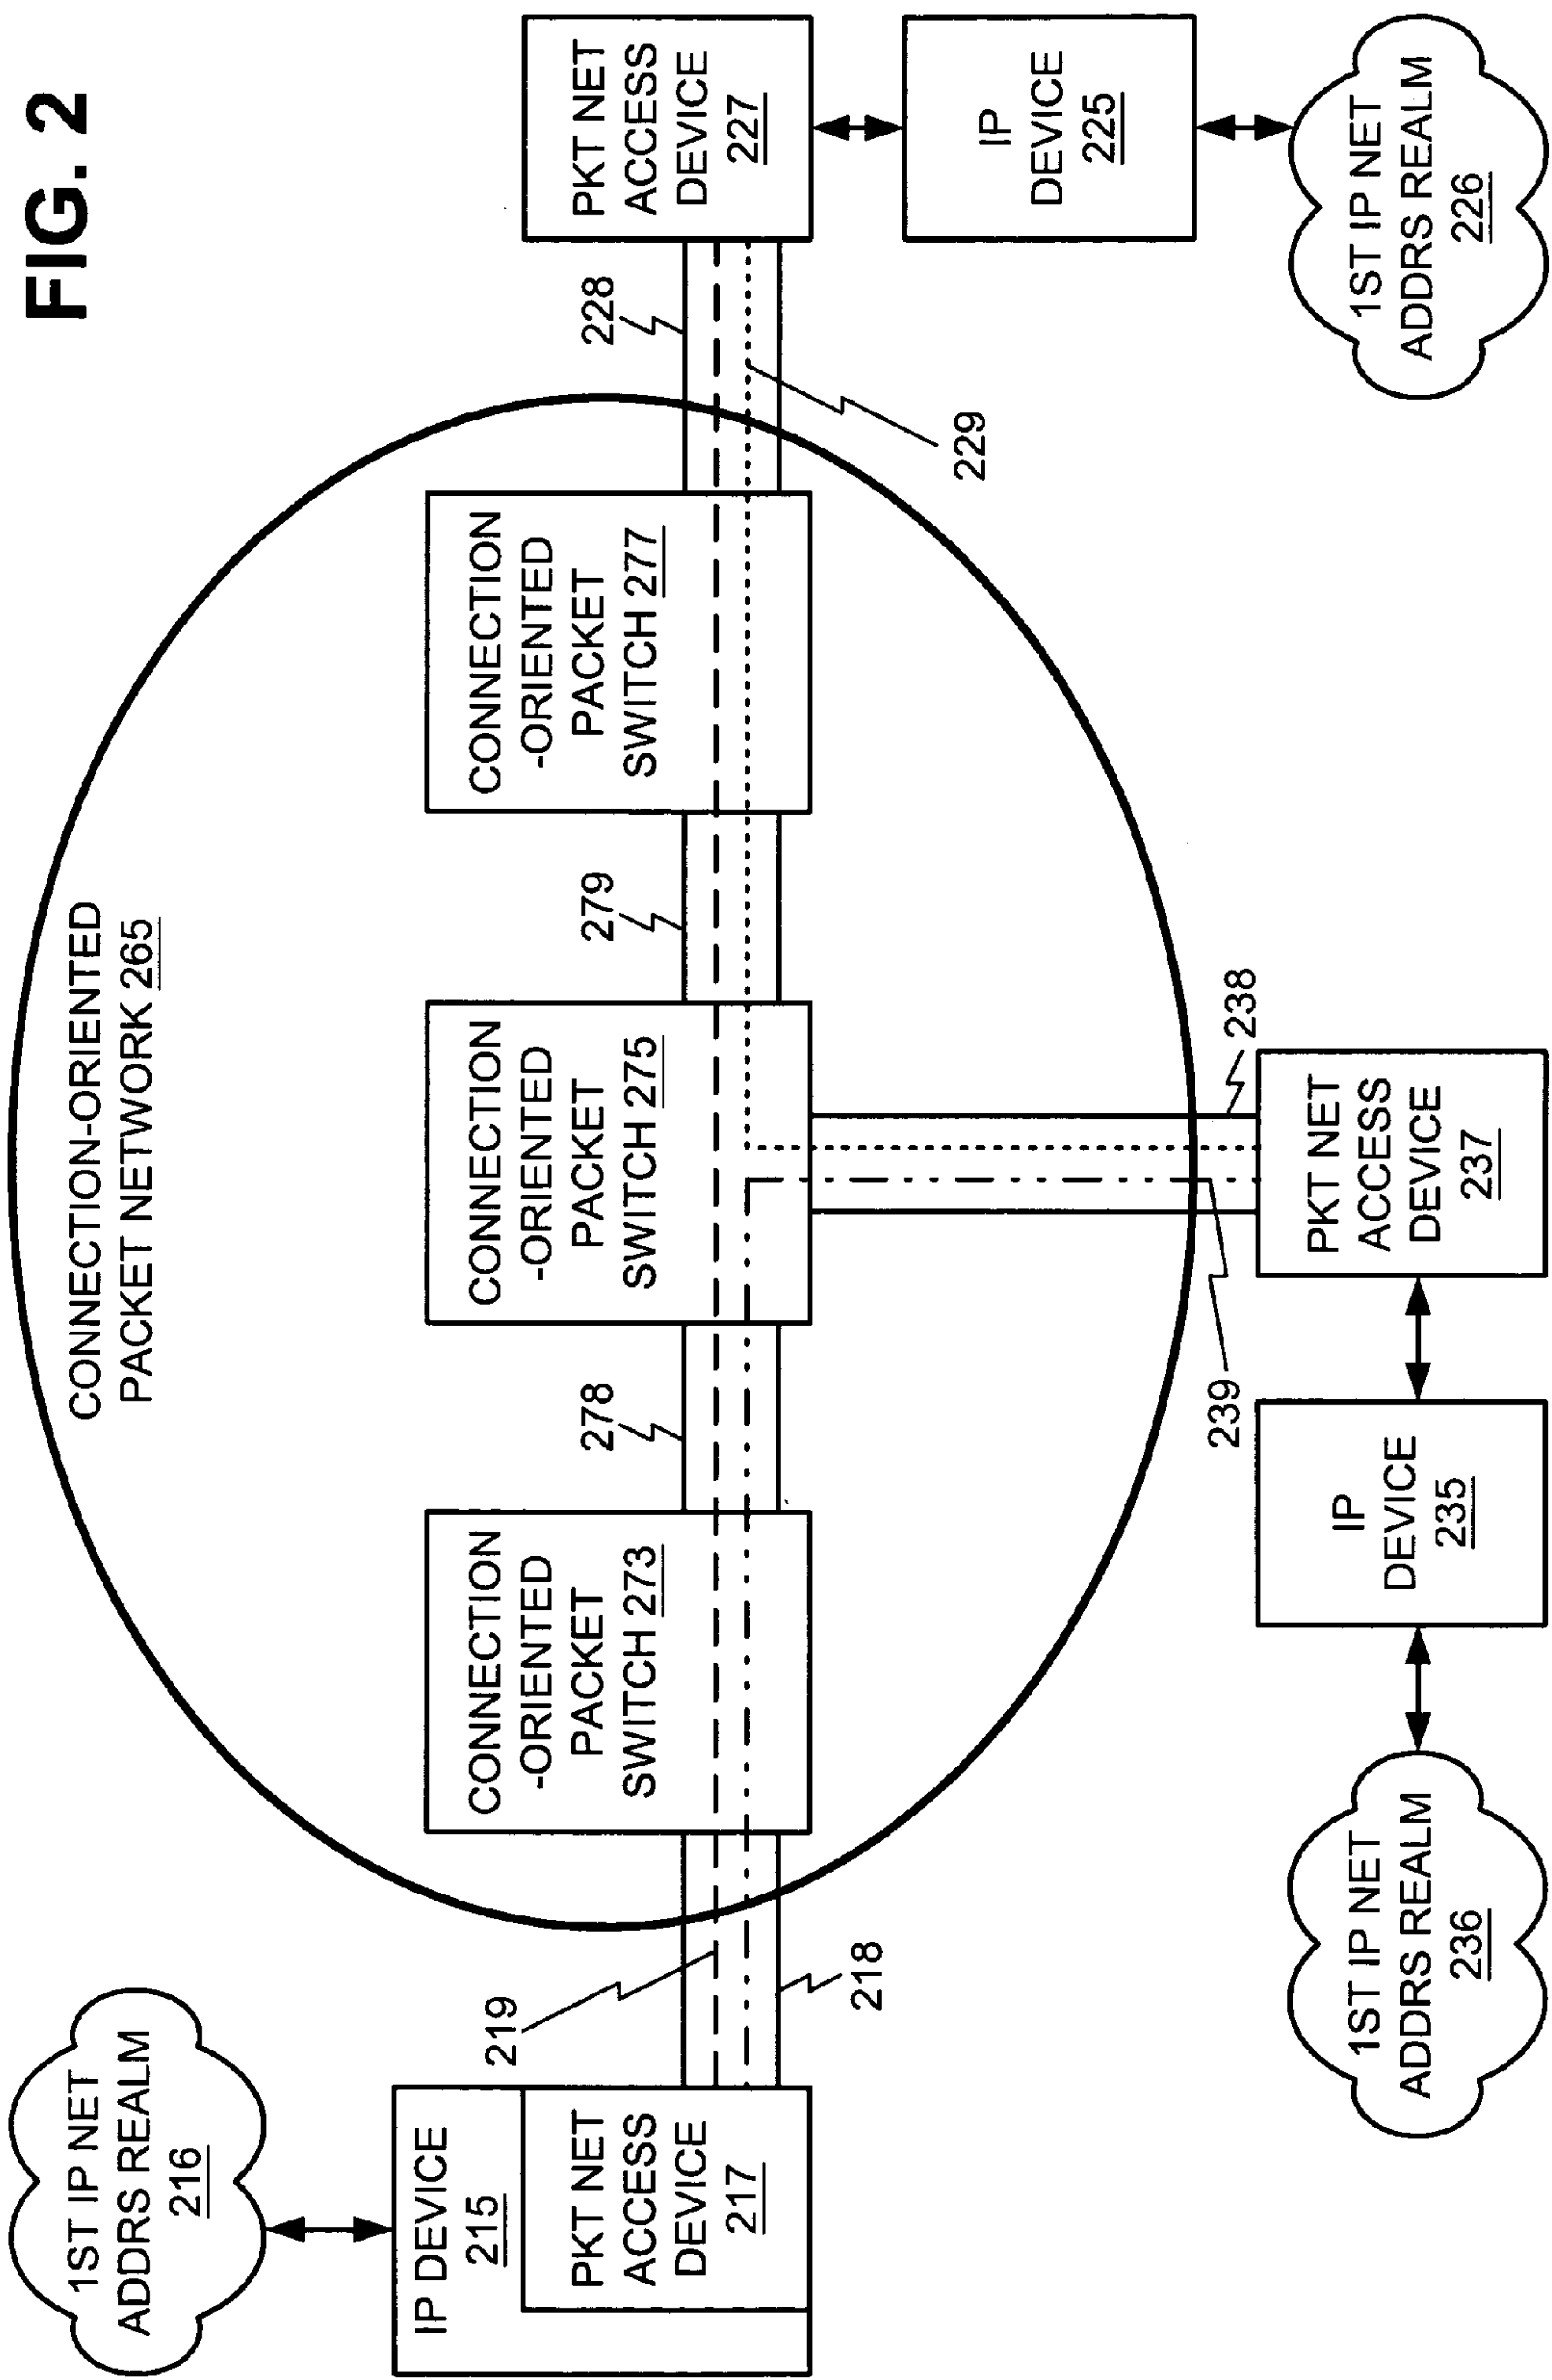 FIG. 2
CONNECTION-ORIENTED
PACKET NETWORK 265
1ST IP NET
ADDRS REALM
216
IP DEVICE
215
PKT NET
ACCESS
DEVICE
217
219
218
CONNECTION
-ORIENTED
PACKET
SWITCH 273
278
CONNECTION
-ORIENTED
PACKET
SWITCH 275
279
CONNECTION
-ORIENTED
PACKET
SWITCH 277
228
229
PKT NET
ACCESS
DEVICE
227
IP
DEVICE
225
1ST IP NET
ADDRS REALM
226
238
239
PKT NET
ACCESS
DEVICE
237
IP
DEVICE
235
1ST IP NET
ADDRS REALM
236